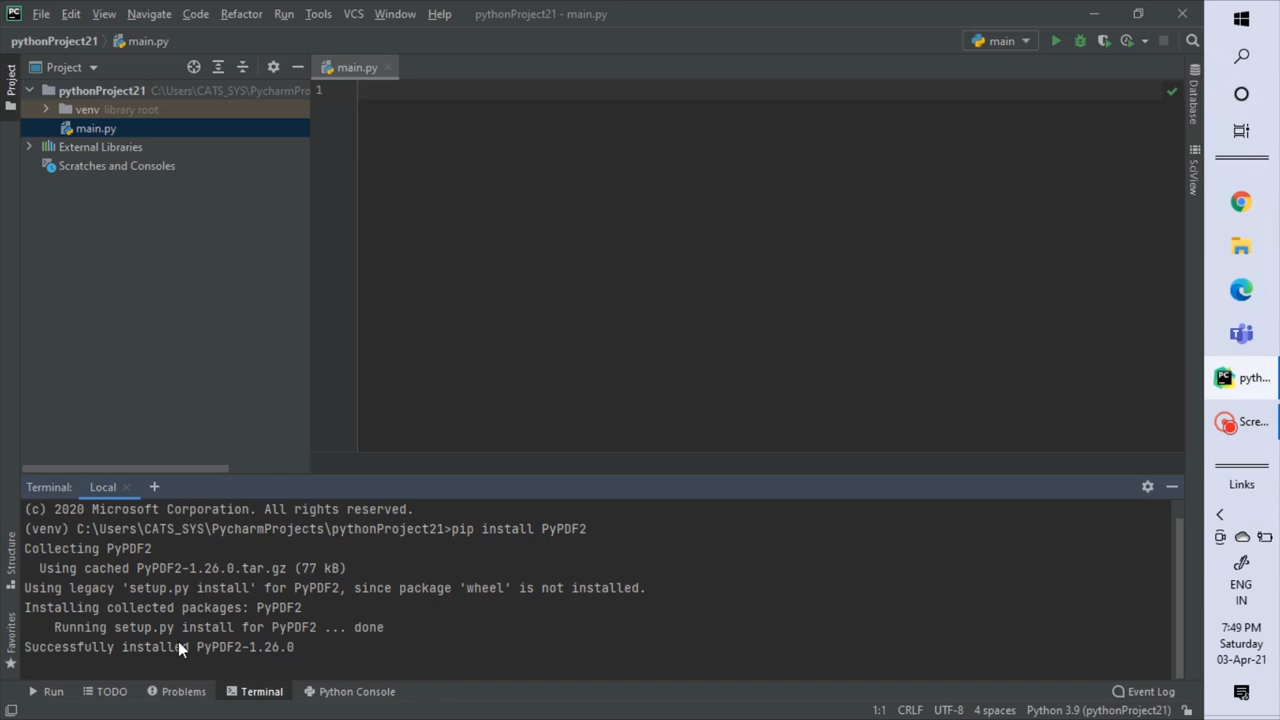 PC File Edit View Navigate Code Refactor Run Tools VCS Window Help pythonProject21 - main.py
pythonProject21 main.py main
Project main.py
Project
pythonProject21 C:\Users\CATS_SYS\PycharmPro
1
venv library root
main.py
External Libraries
Scratches and Consoles
Database
SciView
Terminal: Local
(c) 2020 Microsoft Corporation. All rights reserved.
(venv) C:\Users\CATS_SYS\PycharmProjects\pythonProject21>pip install PyPDF2
Collecting PyPDF2
Using cached PyPDF2-1.26.0.tar.gz (77 kB)
Using legacy 'setup.py install' for PyPDF2, since package 'wheel' is not installed.
Installing collected packages: PyPDF2
Running setup.py install for PyPDF2 ... done
Successfully installed PyPDF2-1.26.0
Structure
Favorites
Run TODO Problems Terminal Python Console Event Log
1:1 CRLF UTF-8 4 spaces Python 3.9 (pythonProject21)
PC pyth...
Scre...
Links
ENG
IN
7:49 PM
Saturday
03-Apr-21